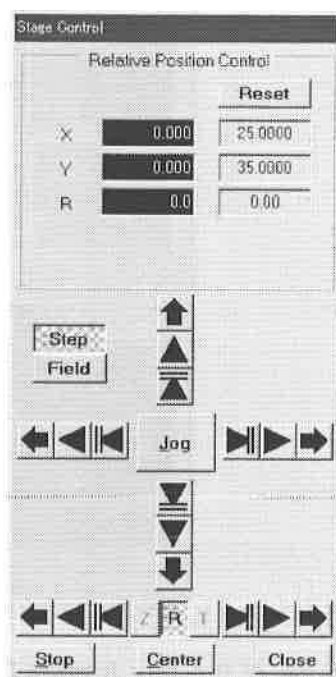 Stage Control
Relative Position Control
Reset
X 0.000 25.0000
Y 0.000 35.0000
R 0.0 0.00
Step
Field
Jog
Z R T
Stop Center Close